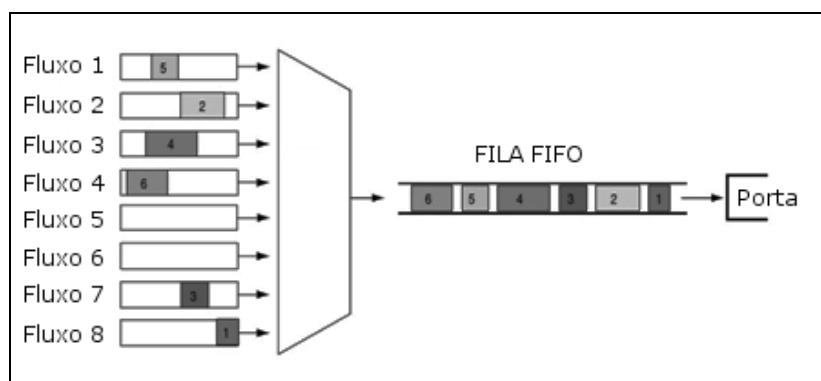 Fluxo 1 5
Fluxo 2 2
Fluxo 3 4
FILA FIFO
Fluxo 4 6
6 5 4 3 2 1 Porta
Fluxo 5
Fluxo 6
Fluxo 7 3
Fluxo 8 1